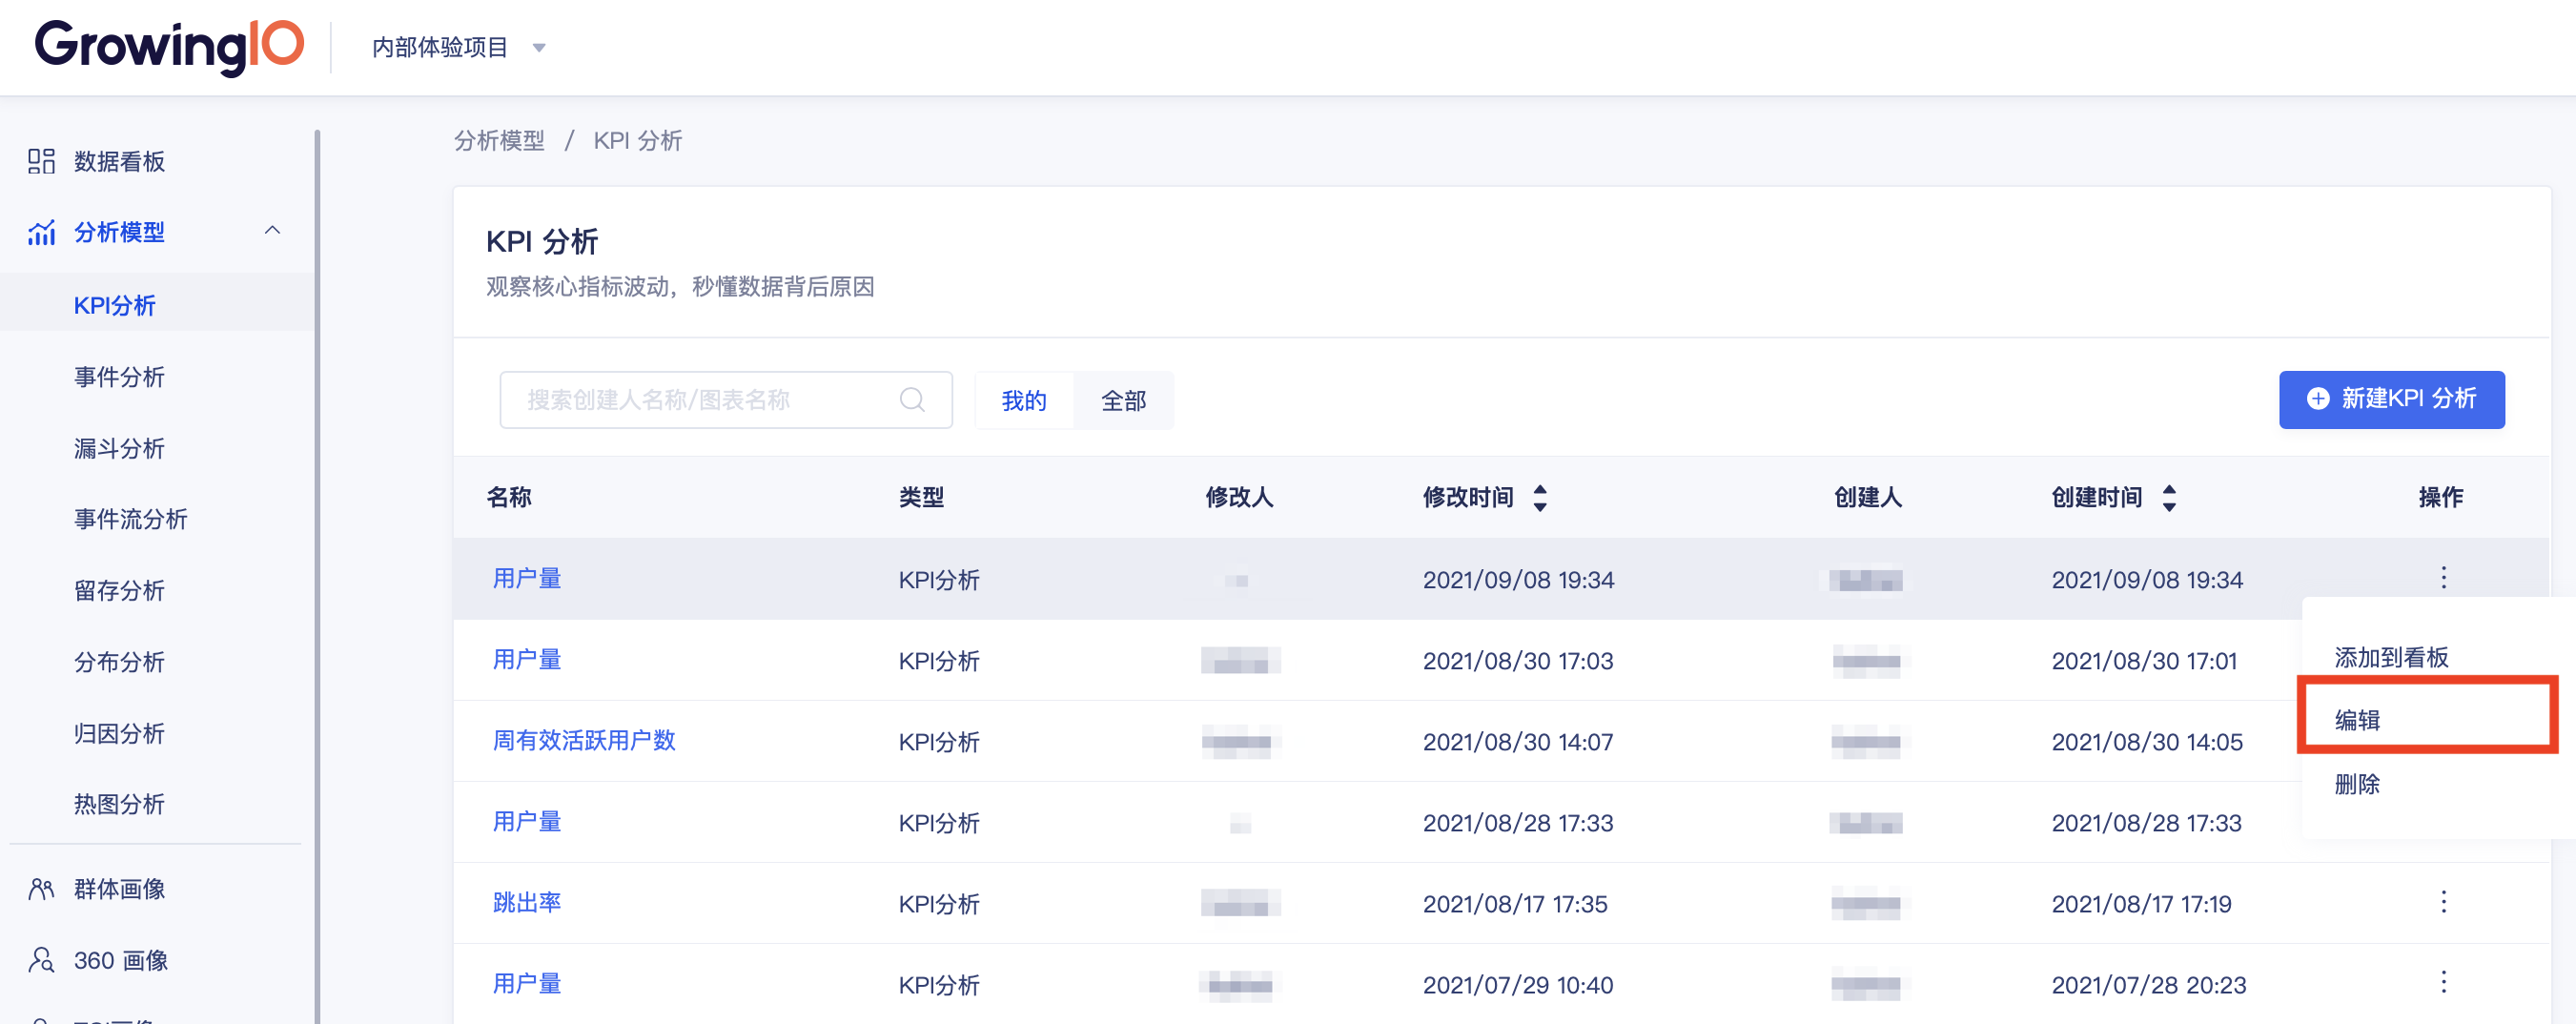 GrowingIO
内部体验项目
数据看板
分析模型
KPI分析
事件分析
漏斗分析
事件流分析
留存分析
分布分析
归因分析
热图分析
群体画像
360 画像
分析模型 / KPI 分析
KPI 分析
观察核心指标波动，秒懂数据背后原因
搜索创建人名称/图表名称 我的 全部 新建KPI 分析
名称 类型 修改人 修改时间 创建人 创建时间 操作
用户量 KPI分析 2021/09/08 19:34 2021/09/08 19:34
用户量 KPI分析 2021/08/30 17:03 2021/08/30 17:01
周有效活跃用户数 KPI分析 2021/08/30 14:07 2021/08/30 14:05
用户量 KPI分析 2021/08/28 17:33 2021/08/28 17:33
跳出率 KPI分析 2021/08/17 17:35 2021/08/17 17:19
用户量 KPI分析 2021/07/29 10:40 2021/07/28 20:23
添加到看板
编辑
删除